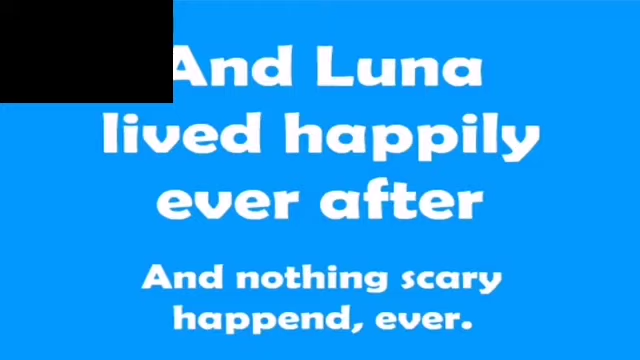 And Luna
lived happily
ever after
And nothing scary
happend, ever.